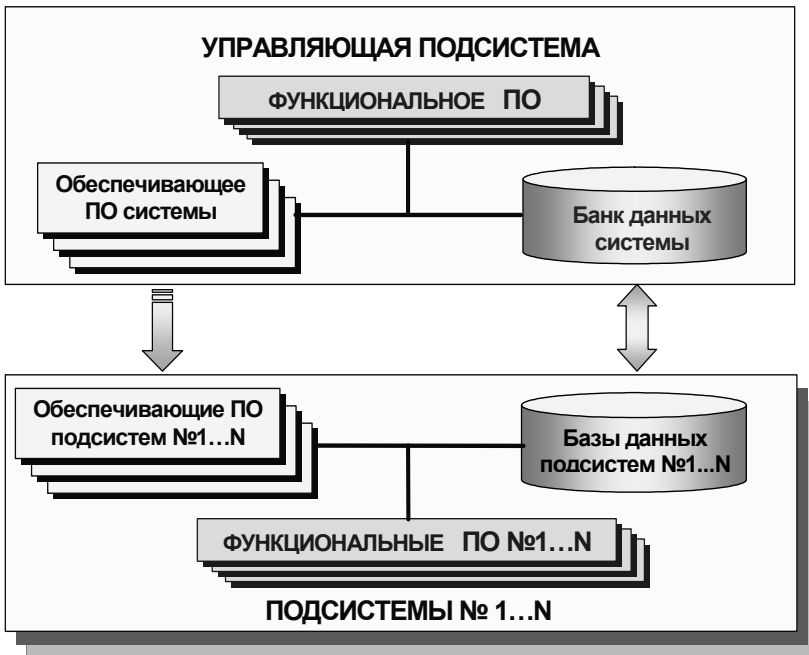 УПРАВЛЯЮЩАЯ ПОДСИСТЕМА
ФУНКЦИОНАЛЬНОЕ ПО
Обеспечивающее
ПО системы
Банк данных
системы
Обеспечивающие ПО
подсистем №1…N
Базы данных
подсистем №1...N
ФУНКЦИОНАЛЬНЫЕ ПО №1…N
ПОДСИСТЕМЫ № 1…N